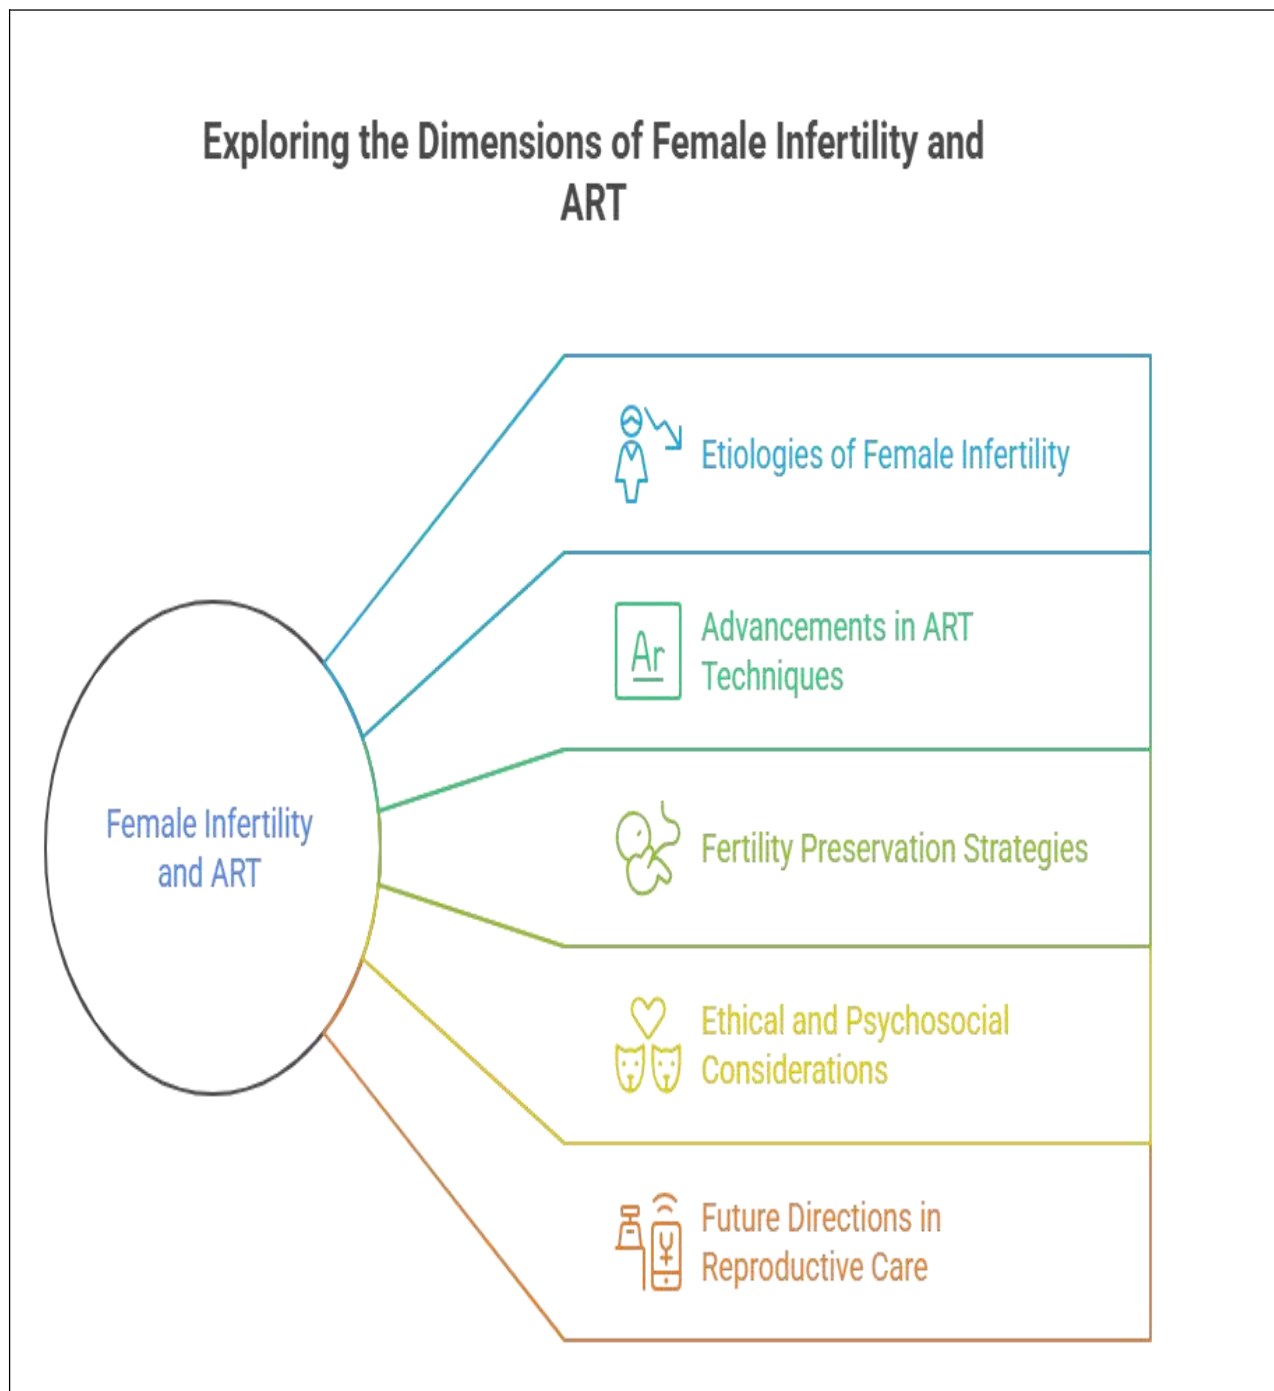 Exploring the Dimensions of Female Infertility and
ART
Etiologies of Female Infertility
Ar
Advancements in ART
Techniques
Female Infertility
and ART
Fertility Preservation Strategies
Ethical and Psychosocial
Considerations
¥
Future Directions in
Reproductive Care